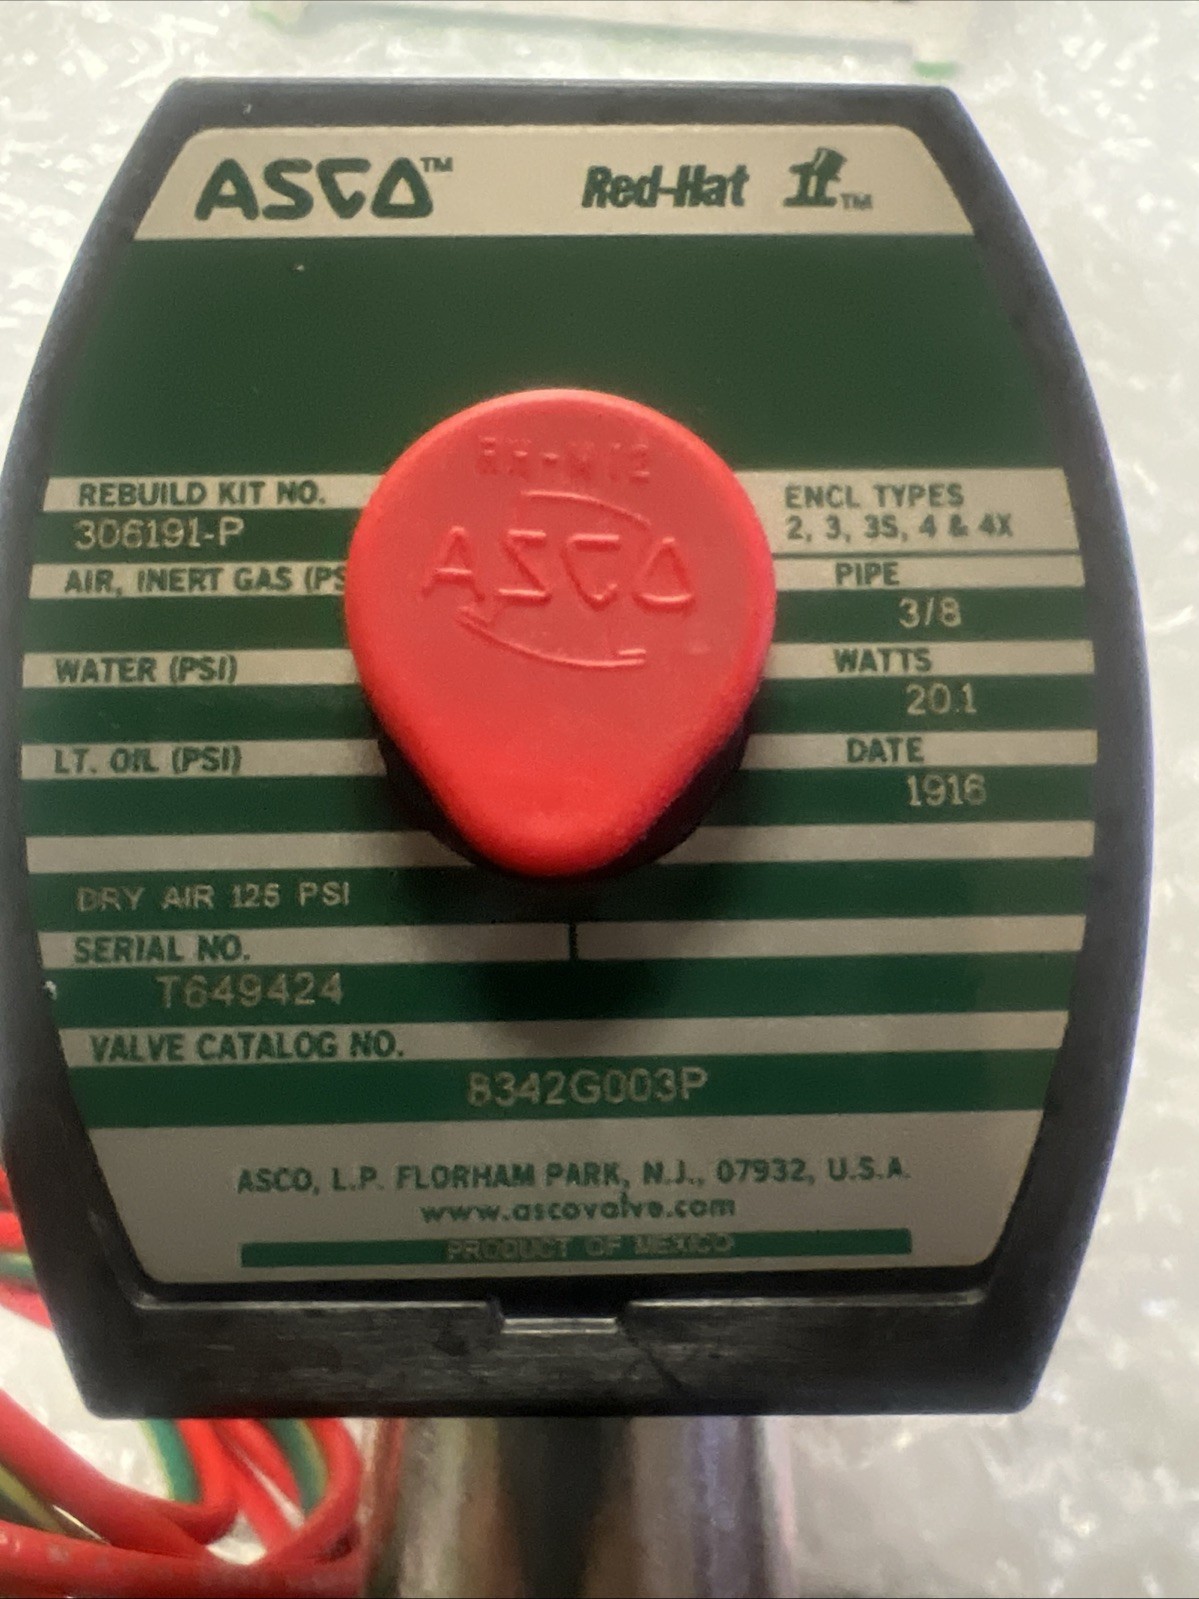 ASCO™ Red-Hat II™
RH-M12
ASCO
REBUILD KIT NO.
306191-P
ENCL TYPES
2, 3, 3S, 4 & 4X
AIR, INERT GAS (PS
PIPE
3/8
WATER (PSI)
WATTS
20.1
LT. OIL (PSI)
DATE
1916
DRY AIR 125 PSI
SERIAL NO.
T649424
VALVE CATALOG NO.
8342G003P
ASCO, L.P. FLORHAM PARK, N.J., 07932, U.S.A.
www.ascovalve.com
PRODUCT OF MEXICO